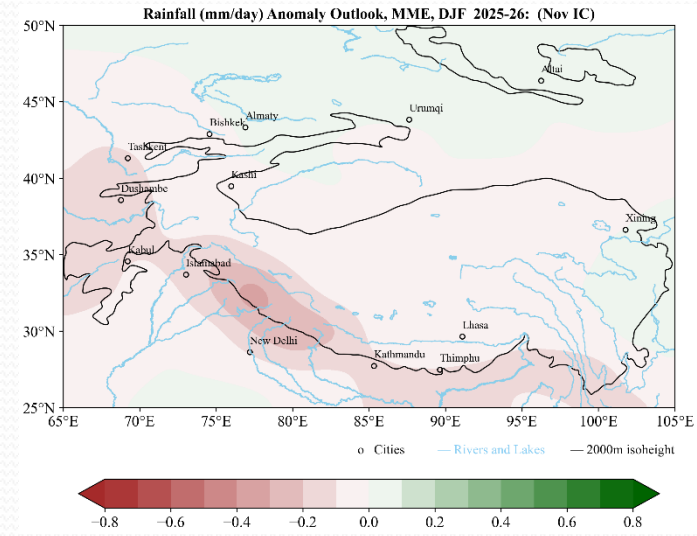 Rainfall (mm/day) Anomaly Outlook, MME, DJF 2025-26: (Nov IC)
50°N
Altai
45°N
Urumqi
Almaty
Bishkek
Tashkent
40°N
Kashi
Dushanbe
Xining
35°N
Kabul
Islamabad
Lhasa
30°N
New Delhi
Kathmandu
Thimphu
25°N
65°E 70°E 75°E 80°E 85°E 90°E 95°E 100°E 105°E
Cities Rivers and Lakes 2000m isoheight
−0.8 −0.6 −0.4 −0.2 0.0 0.2 0.4 0.6 0.8